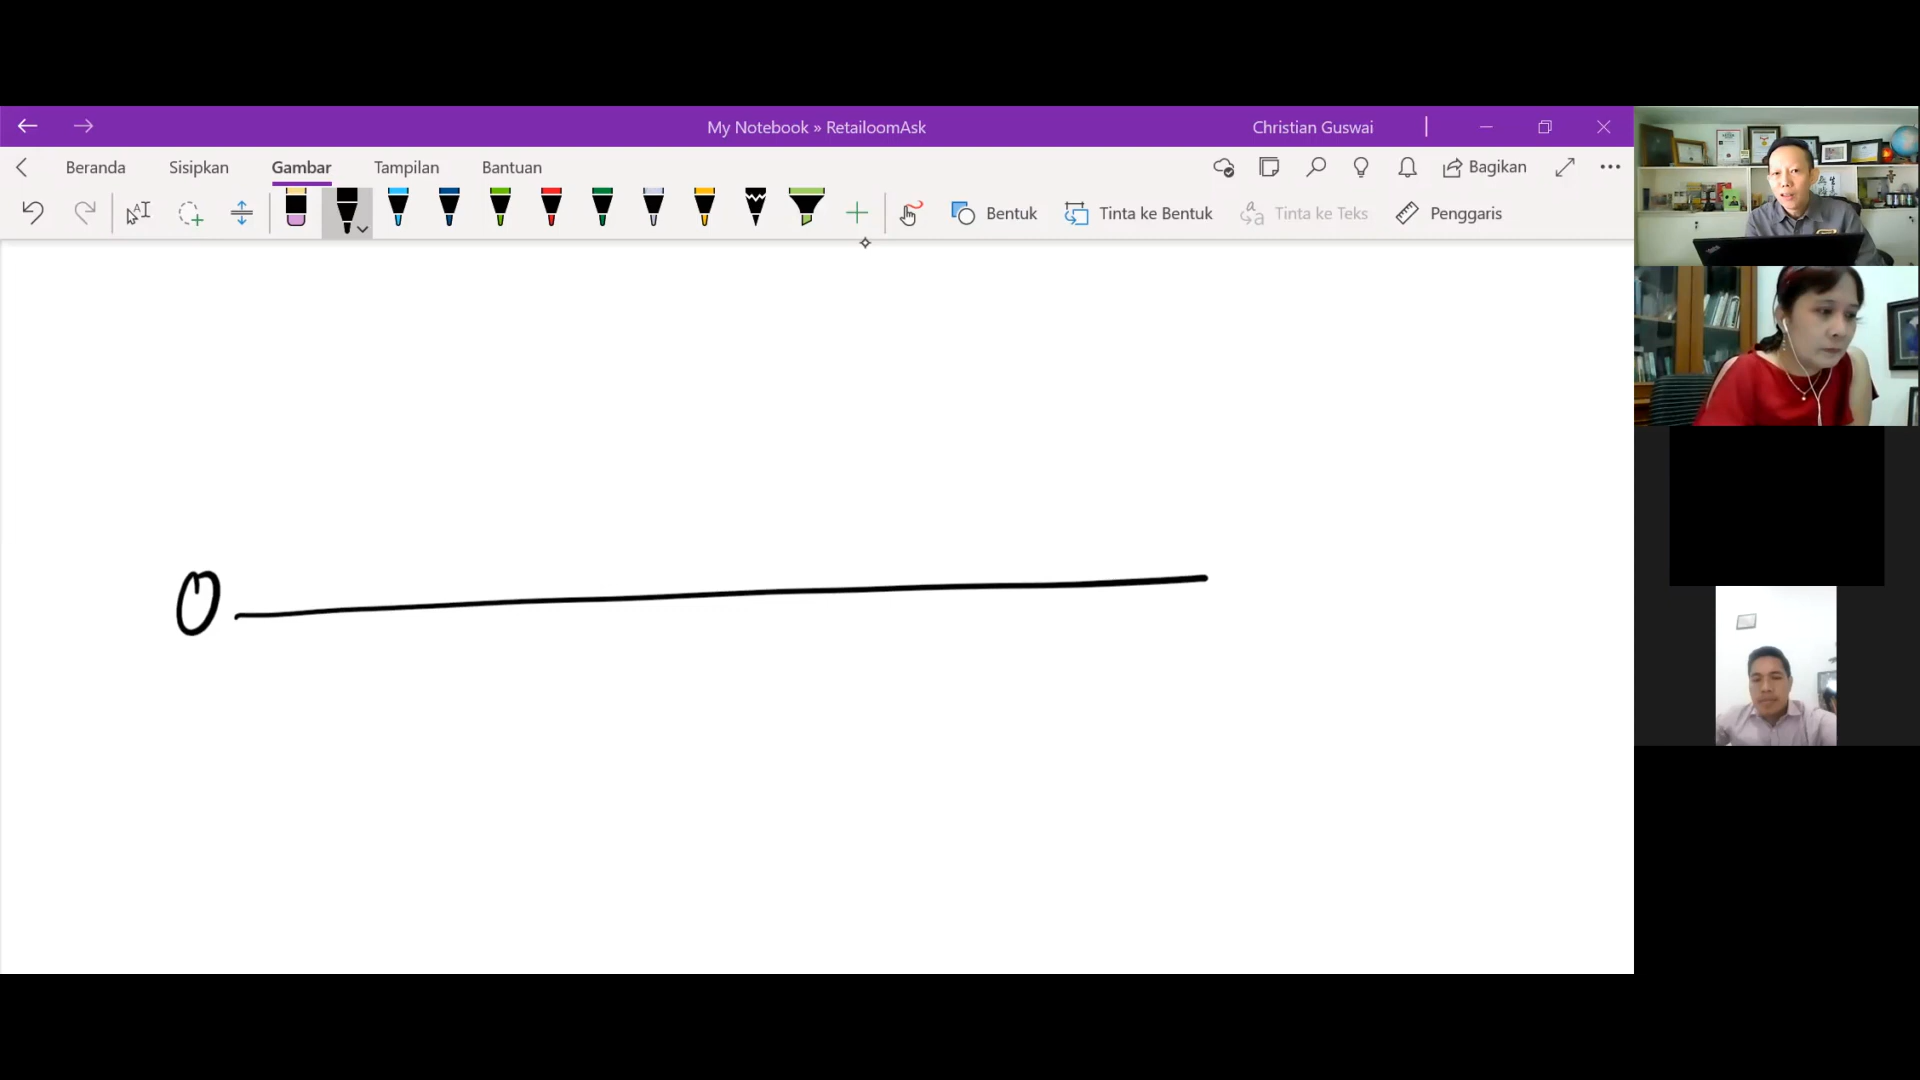 My Notebook » RetailoomAsk
Christian Guswai
Beranda Sisipkan Gambar Tampilan Bantuan
Bagikan
Bentuk Tinta ke Bentuk Tinta ke Teks Penggaris
0